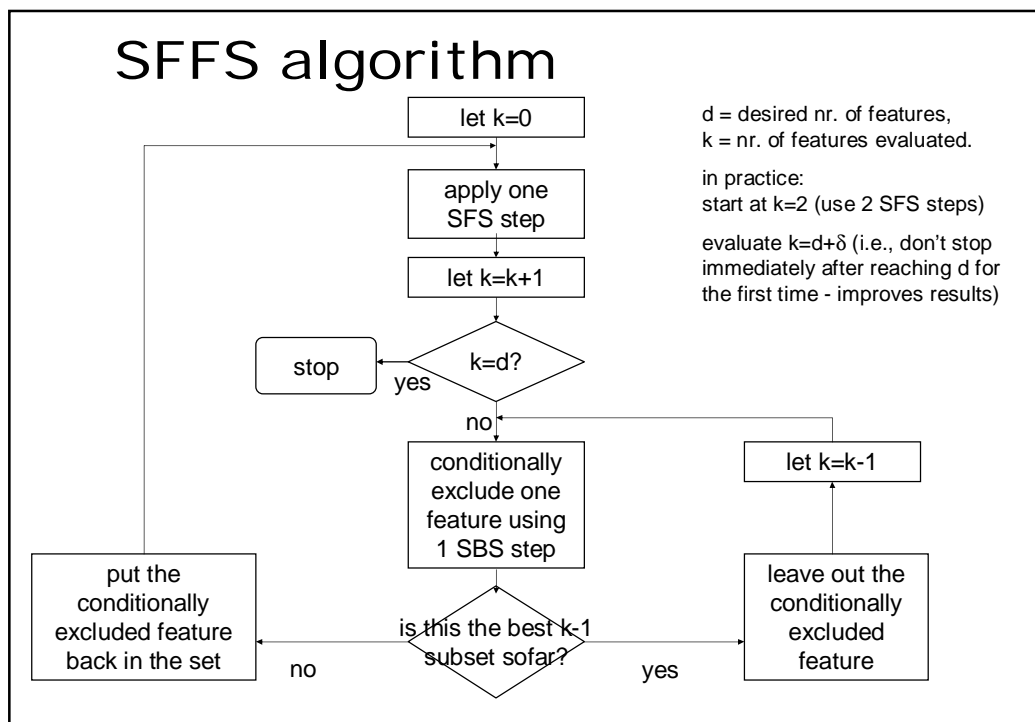 SFFS algorithm
let k=0
d = desired nr. of features,
k = nr. of features evaluated.
in practice:
start at k=2 (use 2 SFS steps)
evaluate k=d+δ (i.e., don't stop
immediately after reaching d for
the first time - improves results)
apply one
SFS step
let k=k+1
k=d?
stop
yes
no
conditionally
exclude one
feature using
1 SBS step
let k=k-1
put the
conditionally
excluded feature
back in the set
is this the best k-1
subset sofar?
no
yes
leave out the
conditionally
excluded
feature